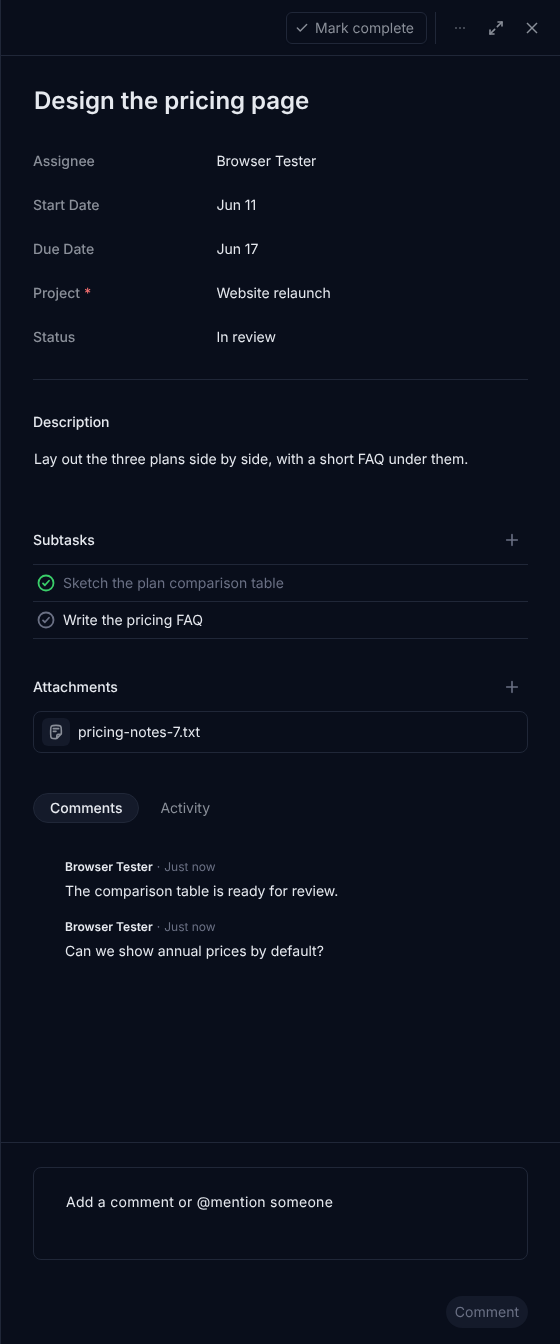 Mark complete
Design the pricing page
Assignee Browser Tester
Start Date Jun 11
Due Date Jun 17
Project * Website relaunch
Status In review
Description
Lay out the three plans side by side, with a short FAQ under them.
Subtasks
Sketch the plan comparison table
Write the pricing FAQ
Attachments
pricing-notes-7.txt
Comments Activity
Browser Tester · Just now
The comparison table is ready for review.
Browser Tester · Just now
Can we show annual prices by default?
Add a comment or @mention someone
Comment